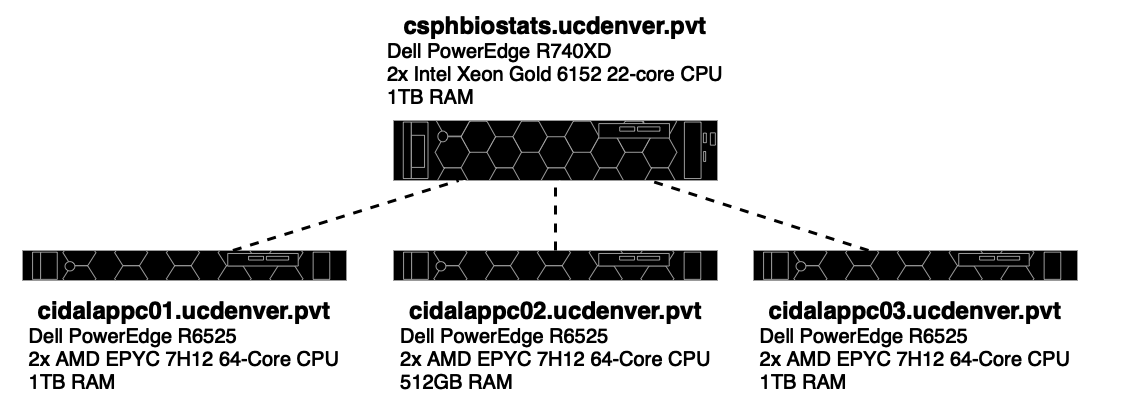 csphbiostats.ucdenver.pvt
Dell PowerEdge R740XD
2x Intel Xeon Gold 6152 22-core CPU
1TB RAM
cidalappc01.ucdenver.pvt
Dell PowerEdge R6525
2x AMD EPYC 7H12 64-Core CPU
1TB RAM
cidalappc02.ucdenver.pvt
Dell PowerEdge R6525
2x AMD EPYC 7H12 64-Core CPU
512GB RAM
cidalappc03.ucdenver.pvt
Dell PowerEdge R6525
2x AMD EPYC 7H12 64-Core CPU
1TB RAM